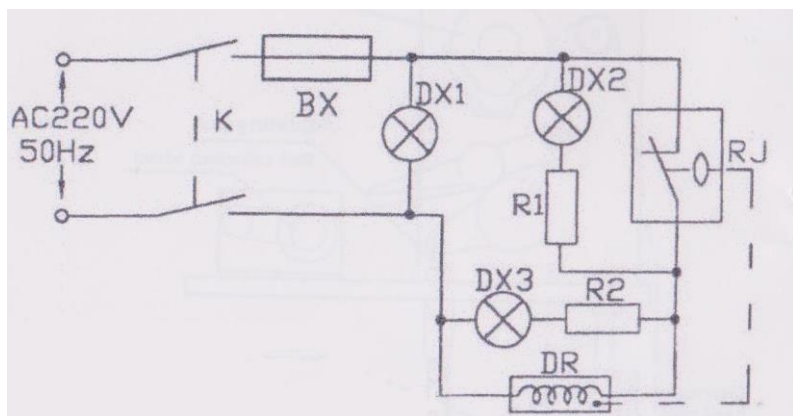 AC220V
50Hz
K
BX
DX1
DX2
RJ
R1
DX3
R2
DR